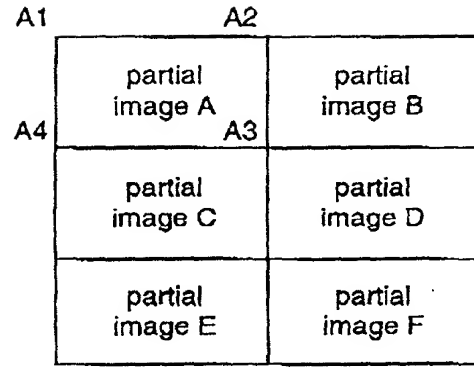 A1 A2
partial image A
partial image B
A4 A3
partial image C
partial image D
partial image E
partial image F